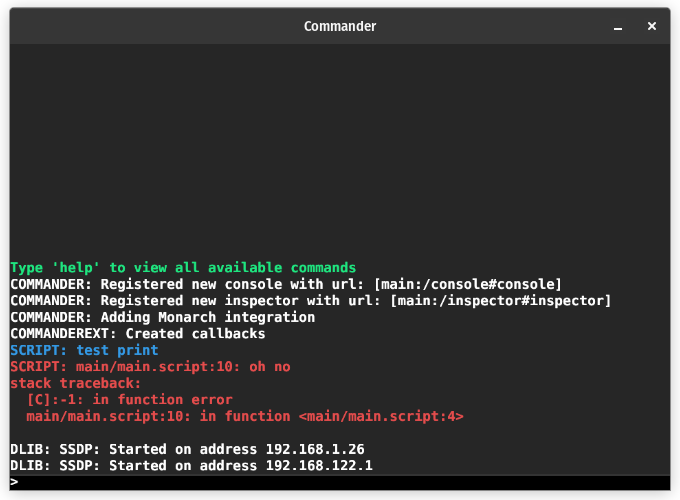 Commander
Type 'help' to view all available commands
COMMANDER: Registered new console with url: [main:/console#console]
COMMANDER: Registered new inspector with url: [main:/inspector#inspector]
COMMANDER: Adding Monarch integration
COMMANDEREXT: Created callbacks
SCRIPT: test print
SCRIPT: main/main.script:10: oh no
stack traceback:
  [C]:-1: in function error
  main/main.script:10: in function <main/main.script:4>
DLIB: SSDP: Started on address 192.168.1.26
DLIB: SSDP: Started on address 192.168.122.1
>